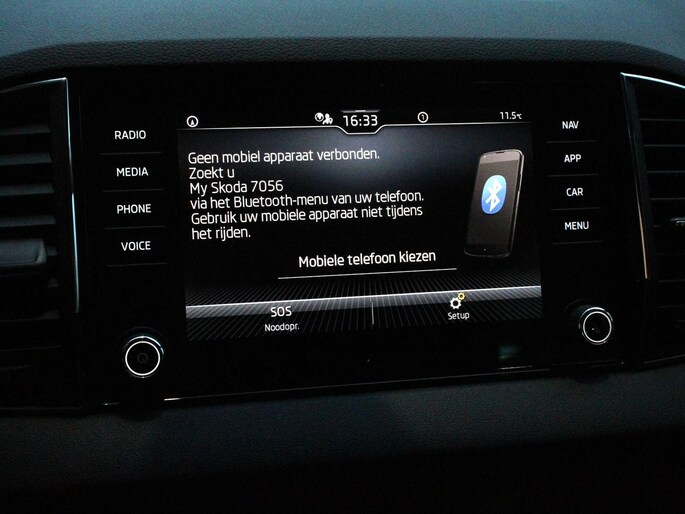 RADIO
MEDIA
PHONE
VOICE
16:33
1
11.5°C
Geen mobiel apparaat verbonden.
Zoekt u
My Skoda 7056
via het Bluetooth-menu van uw telefoon.
Gebruik uw mobiele apparaat niet tijdens
het rijden.
Mobiele telefoon kiezen
SOS
Noodopr.
Setup
NAV
APP
CAR
MENU